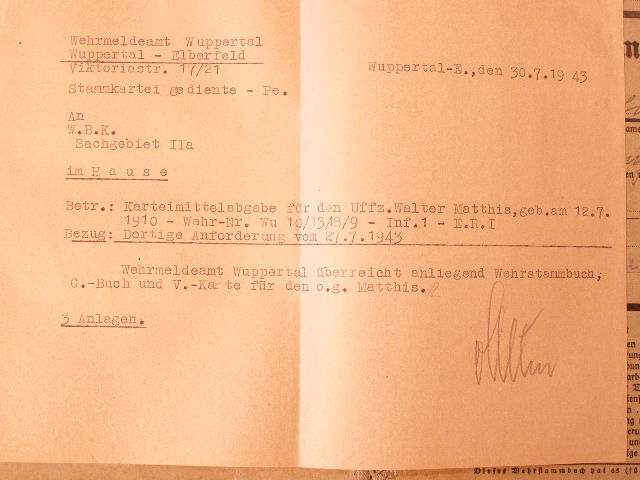 Wehrmeldeamt Wuppertal
Wuppertal - Elberfeld
Viktoriastr. 17/21
Wuppertal-E., den 30.7.1943
Stammkartei gediente - Pe.
An
W.B.K.
Sachgebiet IIa
im Hause
Betr.: Karteimittelabgabe für den Uffz. Walter Matthis, geb. am 12.7.
1910 - Wehr-Nr. Wu 10/15/8/9 - Inf.1 - E.R.I
Bezug: Dortige Anforderung vom 27.7.1943
Wehrmeldeamt Wuppertal überreicht anliegend Wehrstammbuch,
G.-Buch und V.-Karte für den o.g. Matthis.
3 Anlagen.
Dieses Wehrstammbuch hat